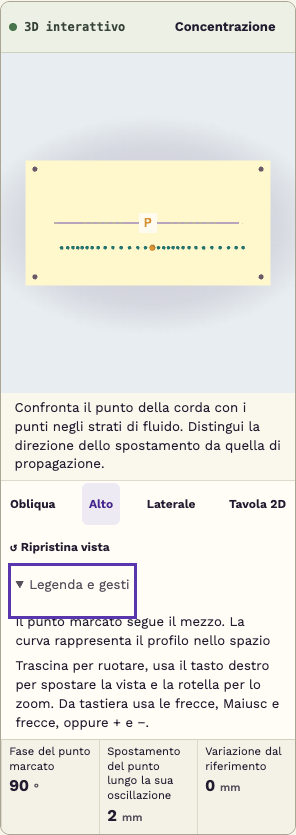 3D interattivo Concentrazione
P
Confronta il punto della corda con i
punti negli strati di fluido. Distingui la
direzione dello spostamento da quella di
propagazione.
Obliqua Alto Laterale Tavola 2D
↺ Ripristina vista
▼ Legenda e gesti
Il punto marcato segue il mezzo. La
curva rappresenta il profilo nello spazio
Trascina per ruotare, usa il tasto destro
per spostare la vista e la rotella per lo
zoom. Da tastiera usa le frecce, Maiusc e
frecce, oppure + e −.
Fase del punto
marcato
90 °
Spostamento
del punto
lungo la sua
oscillazione
2 mm
Variazione dal
riferimento
0 mm